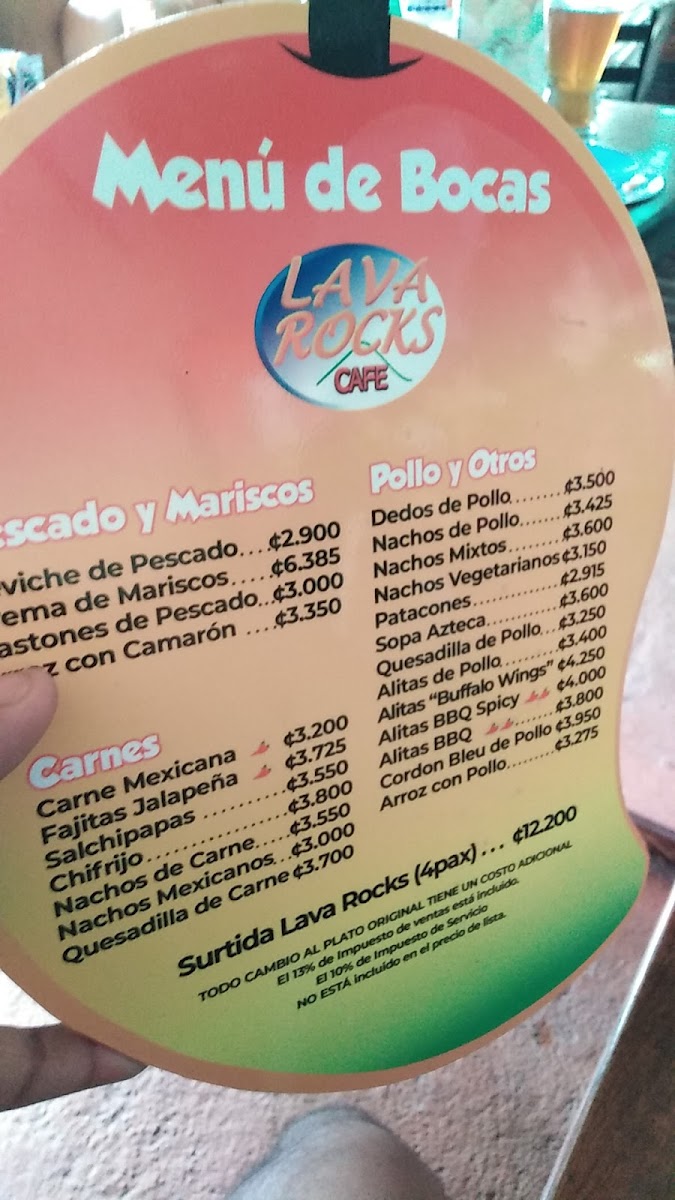 Menú de Bocas
LAVA
ROCKS
CAFE
escado y Mariscos
viche de Pescado....₡2.900
rema de Mariscos.....₡6.385
astones de Pescado...₡3.000
z con Camarón ....₡3.350
Carnes
Carne Mexicana ₡3.200
Fajitas Jalapeña ₡3.725
Salchipapas ..........₡3.550
Chifrijo.................₡3.800
Nachos de Carne.....₡3.550
Nachos Mexicanos...₡3.000
Quesadilla de Carne ₡3.700
Pollo y Otros
Dedos de Pollo........₡3.500
Nachos de Pollo.......₡3.425
Nachos Mixtos.........₡3.600
Nachos Vegetarianos ₡3.150
Patacones..............₡2.915
Sopa Azteca............₡3.600
Quesadilla de Pollo...₡3.250
Alitas de Pollo.........₡3.400
Alitas “Buffalo Wings” ₡4.250
Alitas BBQ Spicy ₡4.000
Alitas BBQ .......₡3.800
Cordon Bleu de Pollo ₡3.950
Arroz con Pollo.........₡3.275
Surtida Lava Rocks (4pax)... ₡12.200
TODO CAMBIO AL PLATO ORIGINAL TIENE UN COSTO ADICIONAL
El 13% de Impuesto de ventas está incluido.
El 10% de Impuesto de Servicio
NO ESTÁ incluido en el precio de lista.